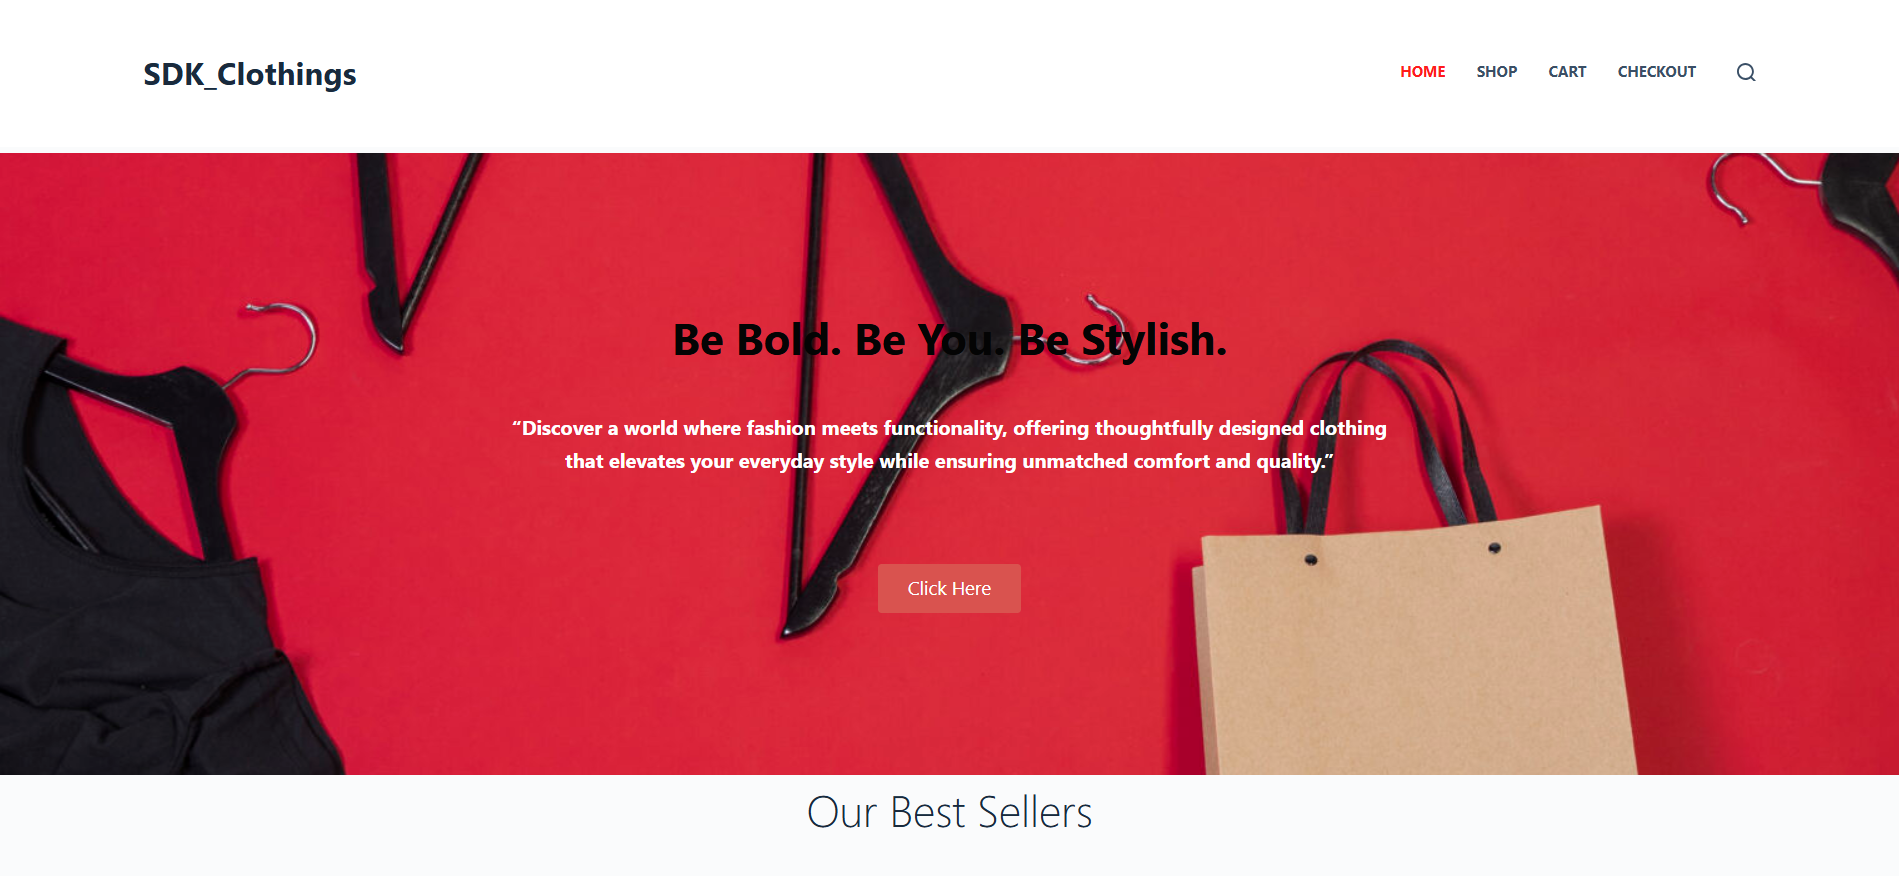 SDK_Clothings
HOME SHOP CART CHECKOUT
Be Bold. Be You. Be Stylish.
“Discover a world where fashion meets functionality, offering thoughtfully designed clothing
that elevates your everyday style while ensuring unmatched comfort and quality.”
Click Here
Our Best Sellers